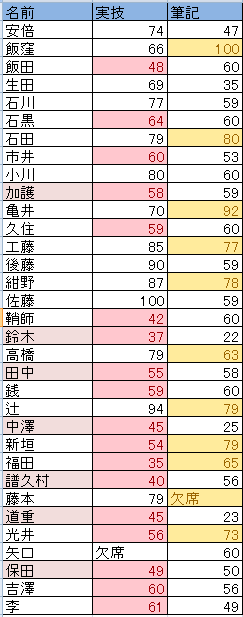 名前 実技 筆記
安倍 74 47
飯窪 66 100
飯田 48 60
生田 69 35
石川 77 59
石黒 64 60
石田 79 80
市井 60 53
小川 80 60
加護 58 59
亀井 70 92
久住 59 60
工藤 85 77
後藤 90 59
紺野 87 78
佐藤 100 59
鞘師 42 60
鈴木 37 22
高橋 79 63
田中 55 58
銭 59 60
辻 94 79
中澤 45 25
新垣 54 79
福田 35 65
譜久村 40 56
藤本 79 欠席
道重 45 23
光井 56 73
矢口 欠席 60
保田 49 50
吉澤 60 56
李 61 49